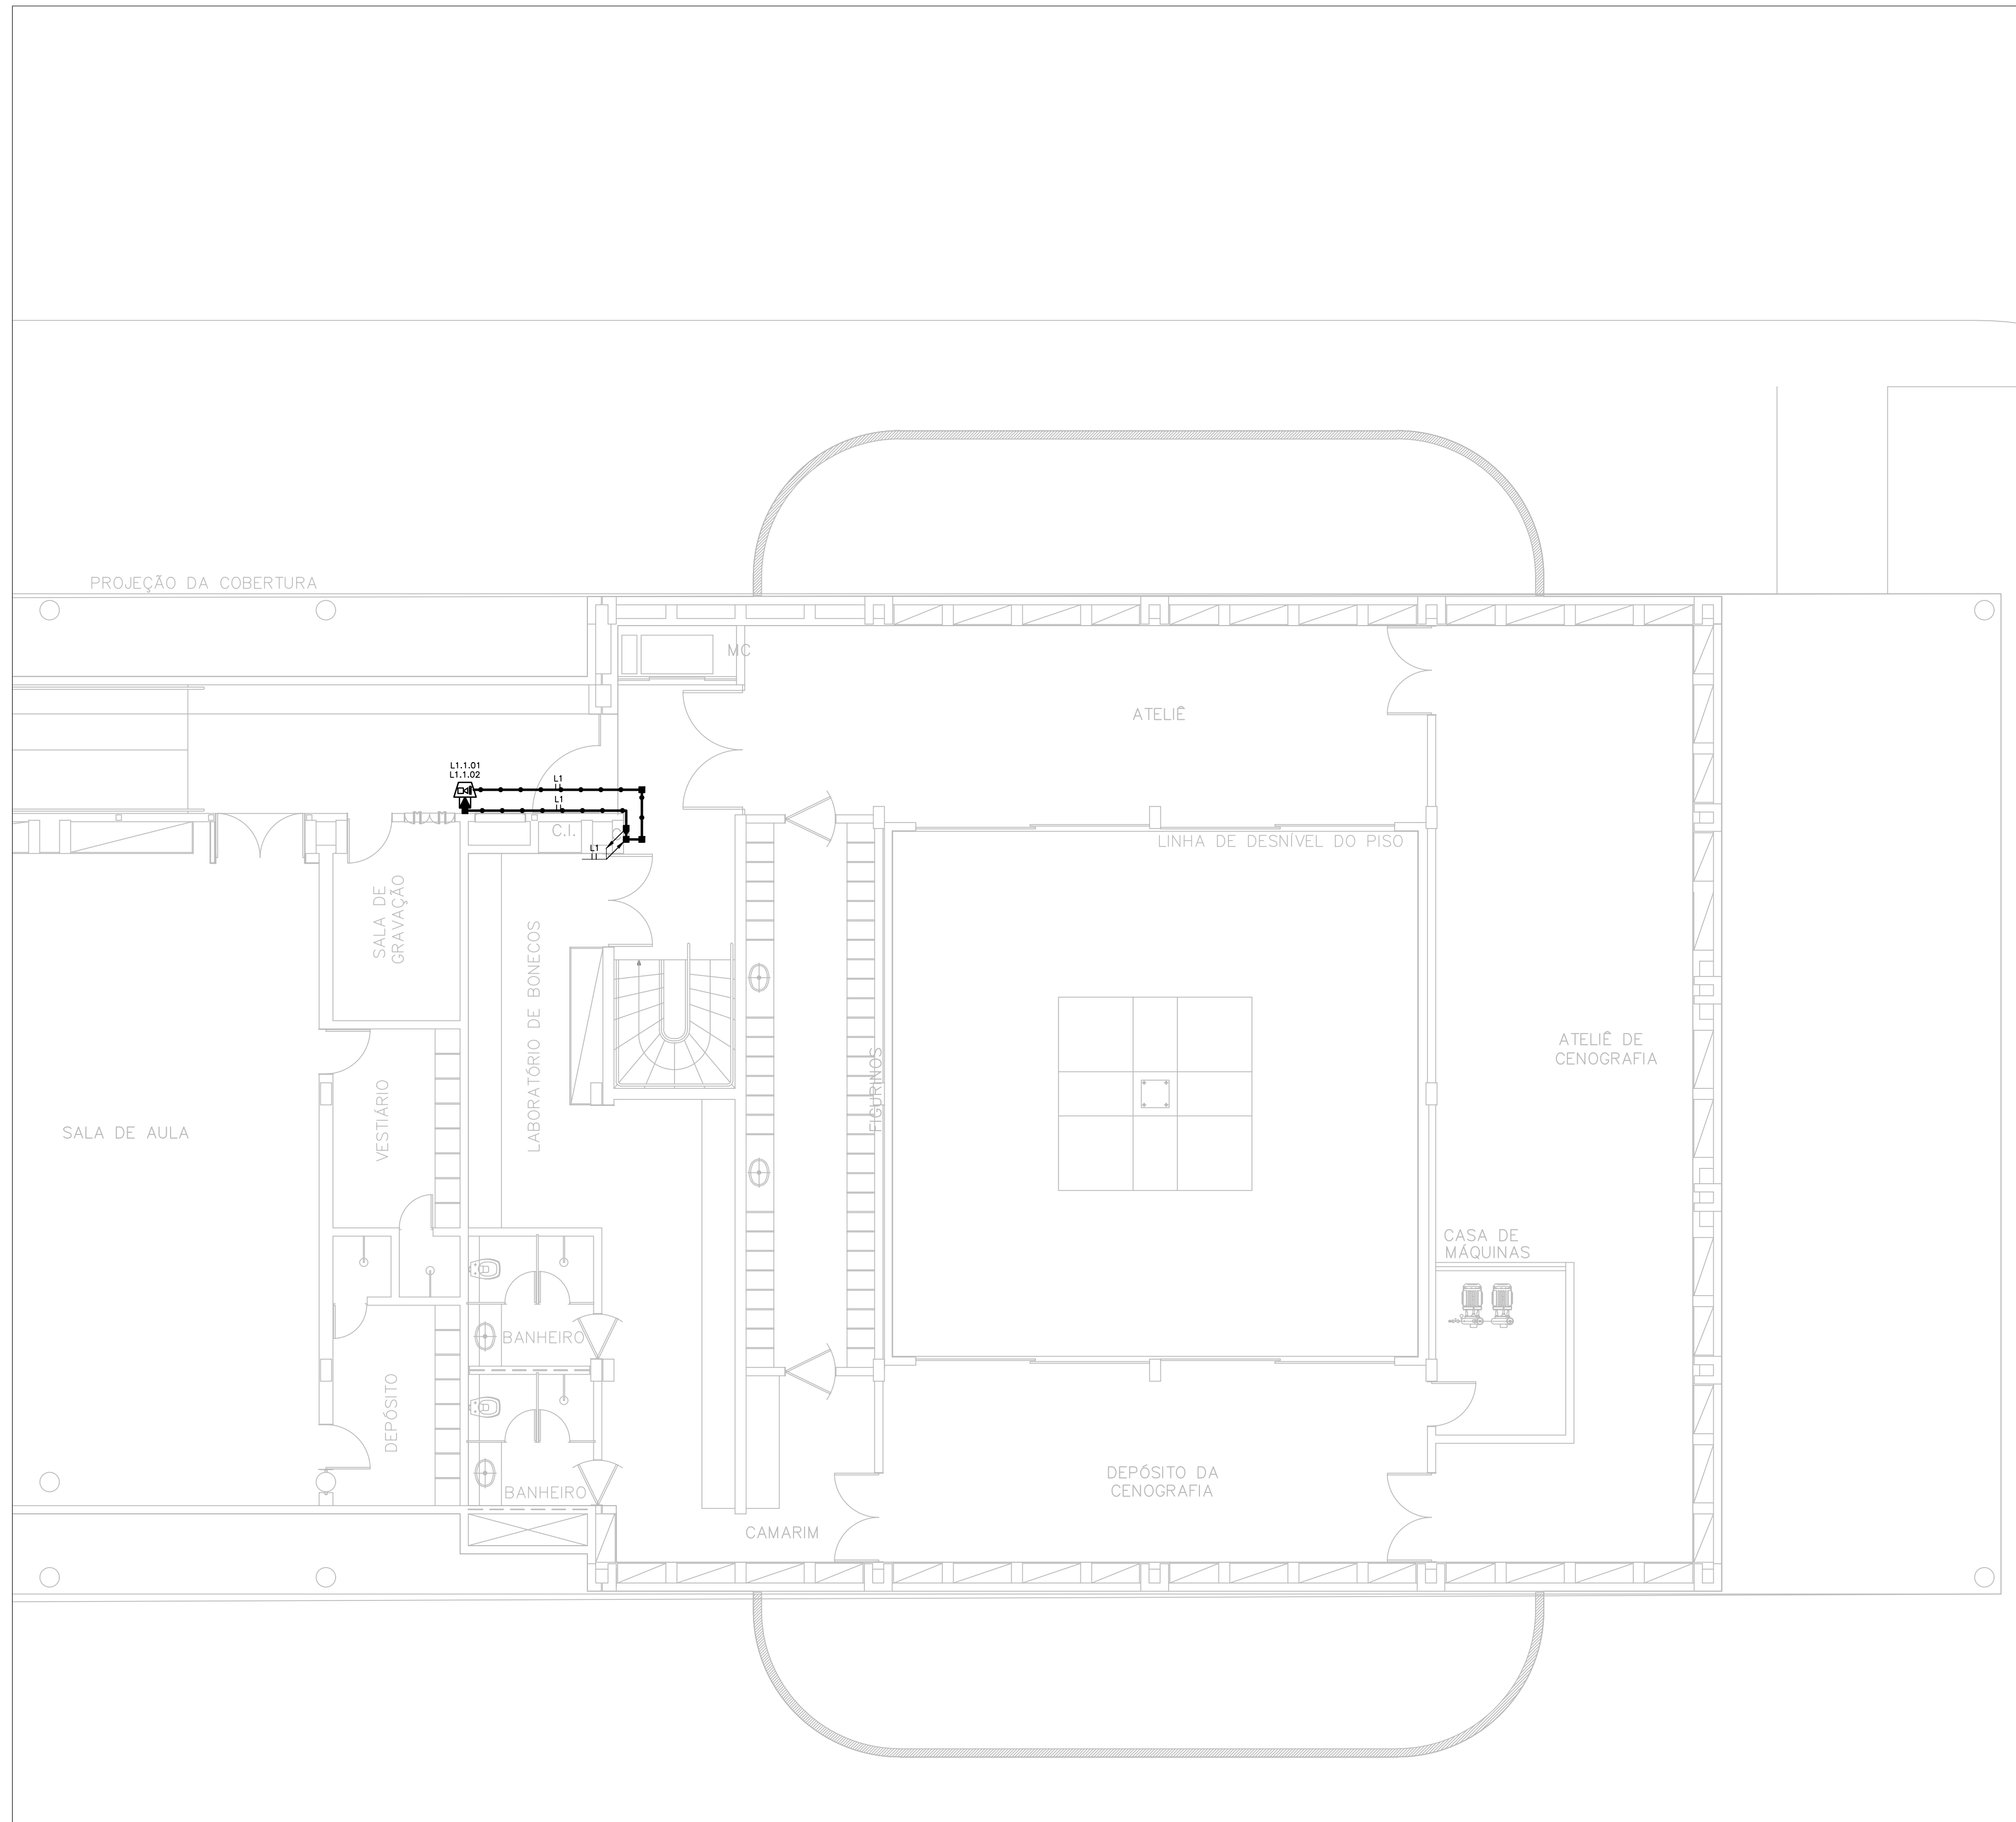 PROJEÇÃO DA COBERTURA
MC
ATELIÊ
L1.1.01
L1.1.02
L1
L1
C.I.
L1
LINHA DE DESNÍVEL DO PISO
SALA DE
GRAVAÇÃO
LABORATÓRIO DE BONECOS
FIGURINOS
ATELIÊ DE
CENOGRAFIA
SALA DE AULA
VESTIÁRIO
CASA DE
MÁQUINAS
BANHEIRO
DEPÓSITO
BANHEIRO
DEPÓSITO DA
CENOGRAFIA
CAMARIM